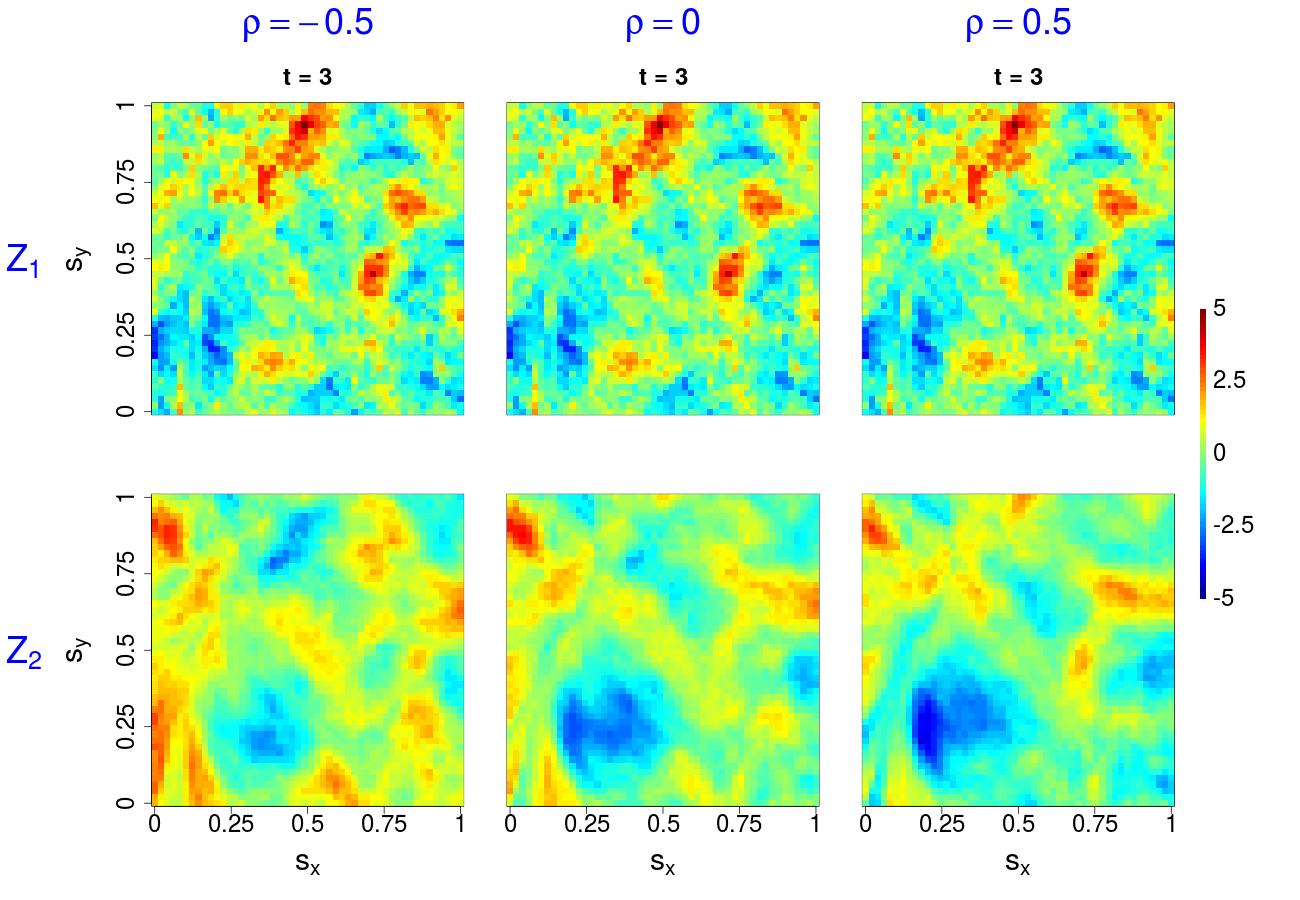 ρ = − 0.5 ρ = 0 ρ = 0.5
t = 3 t = 3 t = 3
Z1 sy 0 0.25 0.5 0.75 1
5
2.5
0
-2.5
-5
Z2 sy 0 0.25 0.5 0.75 1
0 0.25 0.5 0.75 1 0 0.25 0.5 0.75 1 0 0.25 0.5 0.75 1
sx sx sx